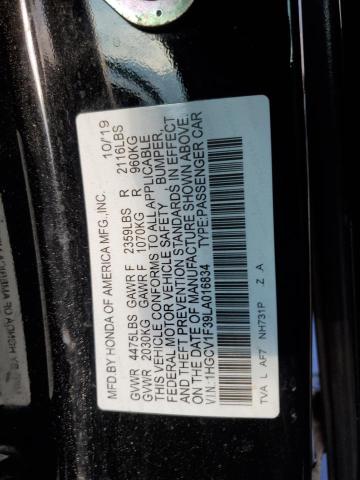 MFD.BY HONDA OF AMERICA MFG.,INC. 10/19
GVWR 4475LBS GAWR F 2359LBS R 2116LBS
GVWR 2030KG GAWR F 1070KG R 960KG
THIS VEHICLE CONFORMS TO ALL APPLICABLE
FEDERAL MOTOR VEHICLE SAFETY, BUMPER,
AND THEFT PREVENTION STANDARDS IN EFFECT
ON THE DATE OF MANUFACTURE SHOWN ABOVE.
V.I.N:1HGCV1F39LA016834 TYPE:PASSENGER CAR
TVA L AF7 NH731P Z A